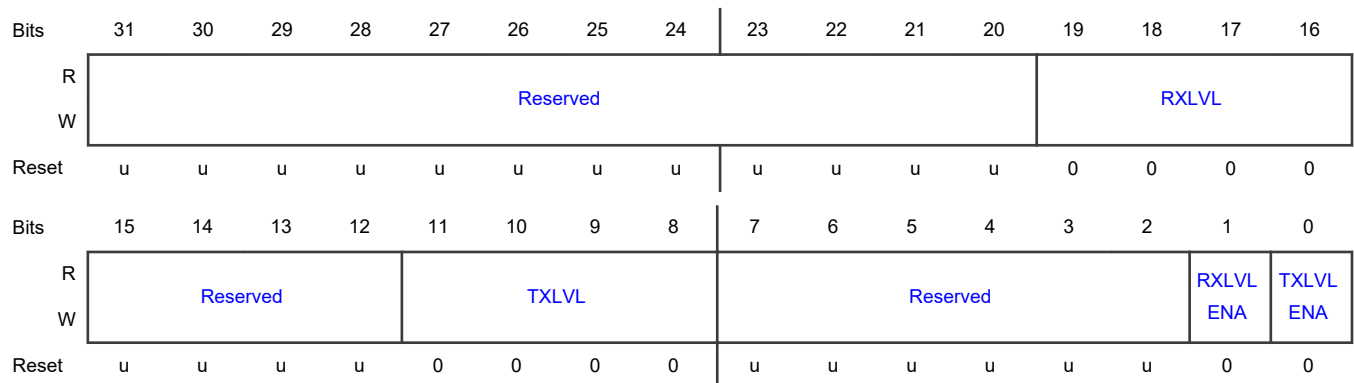 Bits 31 30 29 28 27 26 25 24 23 22 21 20 19 18 17 16
R
Reserved RXLVL
W
Reset u u u u u u u u u u u u 0 0 0 0
Bits 15 14 13 12 11 10 9 8 7 6 5 4 3 2 1 0
R
Reserved TXLVL Reserved RXLVL ENA TXLVL ENA
W
Reset u u u u 0 0 0 0 u u u u u u 0 0